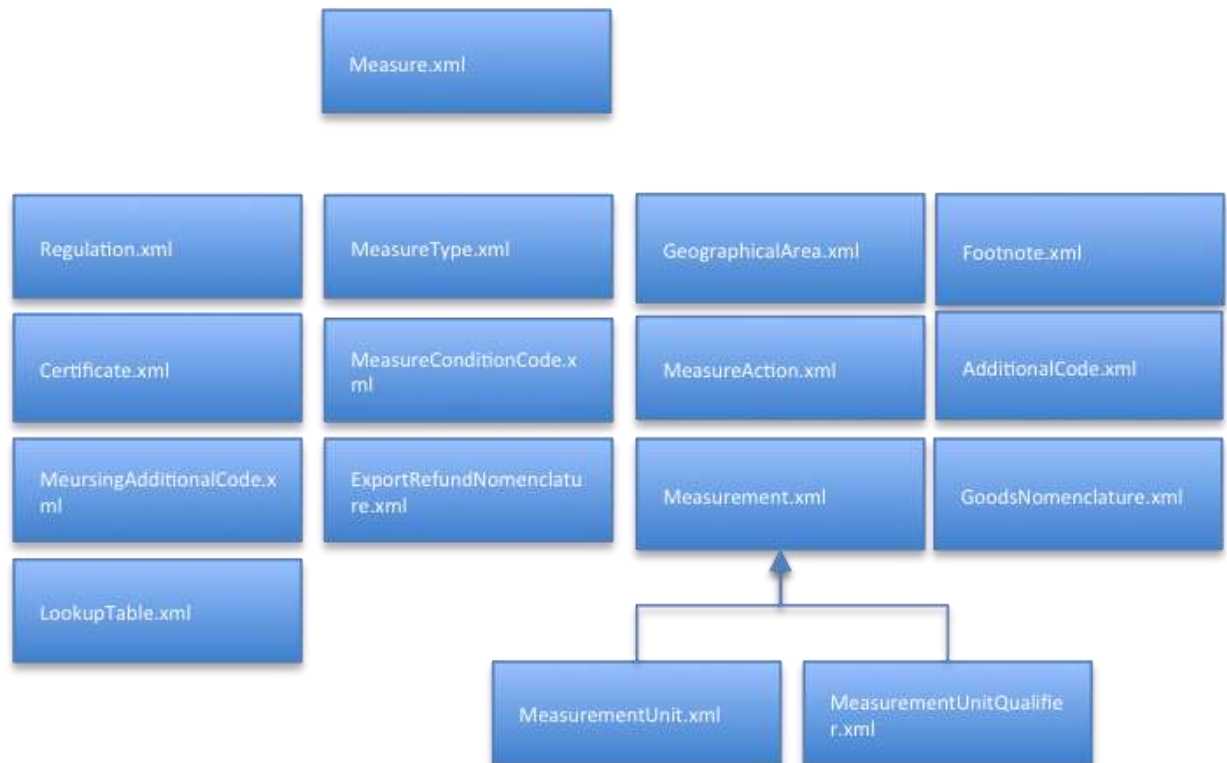 Measure.xml
Regulation.xml
MeasureType.xml
GeographicalArea.xml
Footnote.xml
Certificate.xml
MeasureConditionCode.x
ml
MeasureAction.xml
AdditionalCode.xml
MeursingAdditionalCode.x
ml
ExportRefundNomenclatu
re.xml
Measurement.xml
GoodsNomenclature.xml
LookupTable.xml
MeasurementUnit.xml
MeasurementUnitQualifie
r.xml